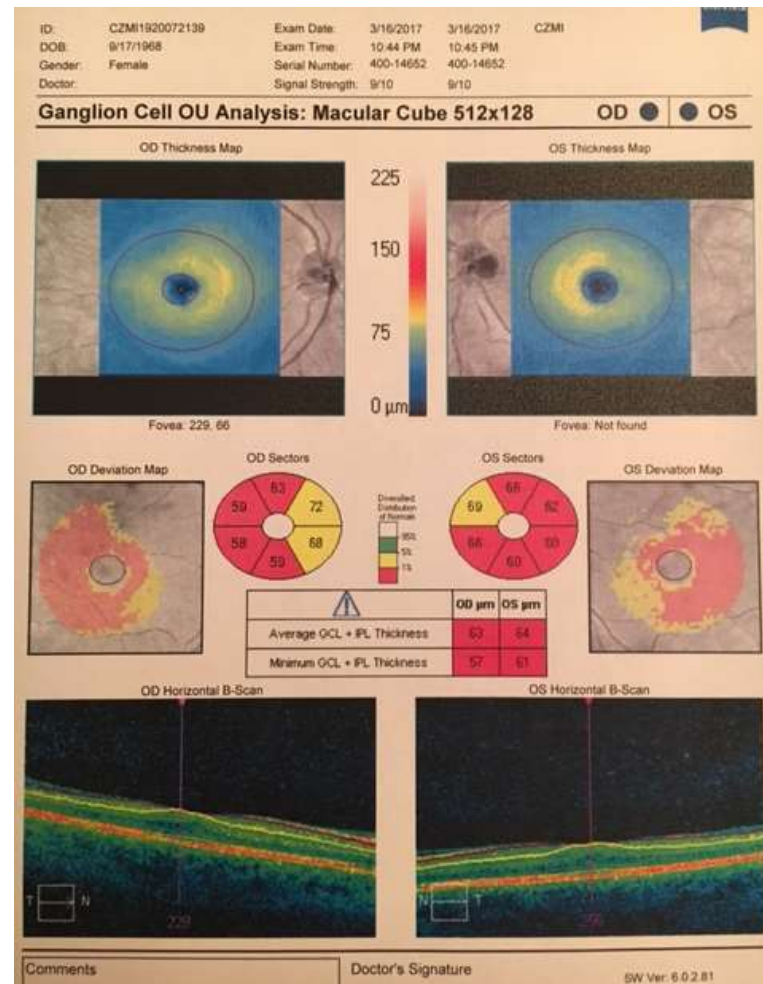 ID: CZMI1920072139 Exam Date: 3/16/2017 3/16/2017 CZMI
DOB: 9/17/1968 Exam Time: 10:44 PM 10:45 PM
Gender: Female Serial Number: 400-14652 400-14652
Doctor: Signal Strength: 9/10 9/10
Ganglion Cell OU Analysis: Macular Cube 512x128 OD OS
OD Thickness Map OS Thickness Map
225
150
75
0 µm
Fovea: 229, 66 Fovea: Not found
OD Deviation Map OD Sectors OS Sectors OS Deviation Map
63
59 72
58 68
59
Diversified
Distribution
of Normals
95%
5%
1%
66
69 62
66 60
60
OD µm OS µm
Average GCL + IPL Thickness 63 64
Minimum GCL + IPL Thickness 57 61
OD Horizontal B-Scan OS Horizontal B-Scan
T N N T
229
Comments Doctor's Signature
SW Ver: 6.0.2.81